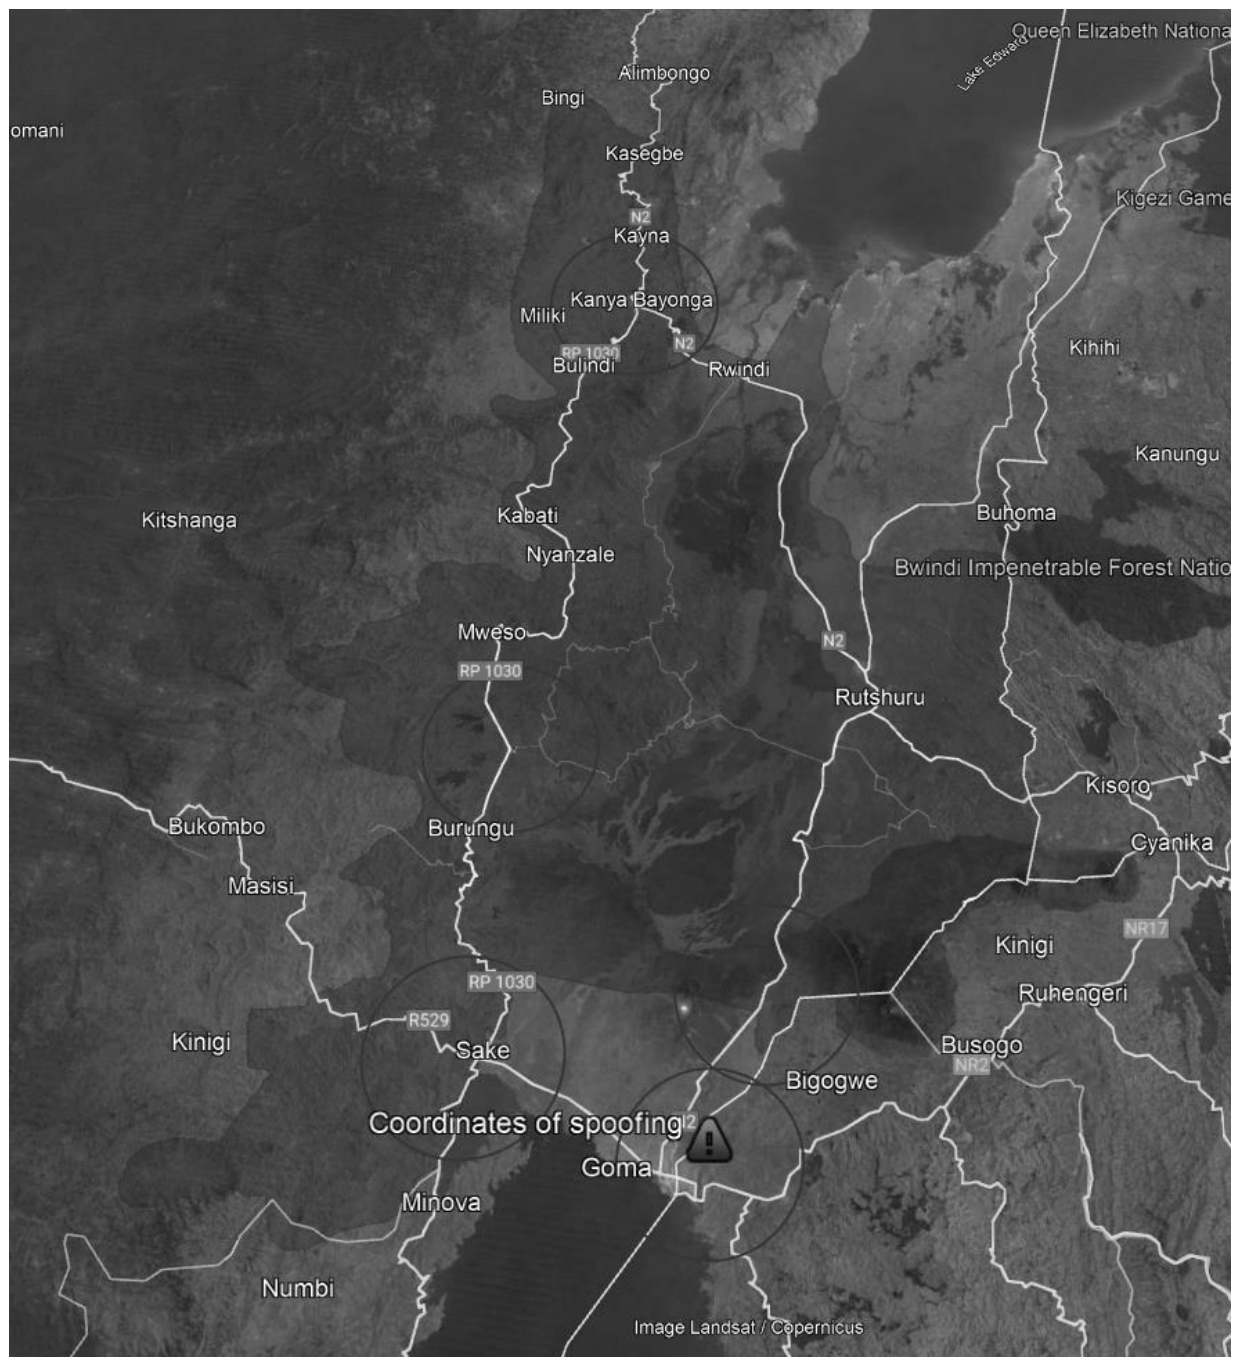 Queen Elizabeth Nationa
Lake Edward
Alimbongo
Bingi
omani
Kasegbe
Kigezi Game
N2
Kayna
Kanya Bayonga
Miliki
N2
Kihihi
RP 1030
Bulindi
Rwindi
Kanungu
Kabati
Buhoma
Kitshanga
Nyanzale
Bwindi Impenetrable Forest Natio
Mweso
N2
RP 1030
Rutshuru
Kisoro
Bukombo
Burungu
Cyanika
Masisi
NR17
Kinigi
RP 1030
Ruhengeri
R529
Kinigi
Sake
Busogo
NR2
Bigogwe
Coordinates of spoofing
Goma
Minova
Numbi
Image Landsat / Copernicus